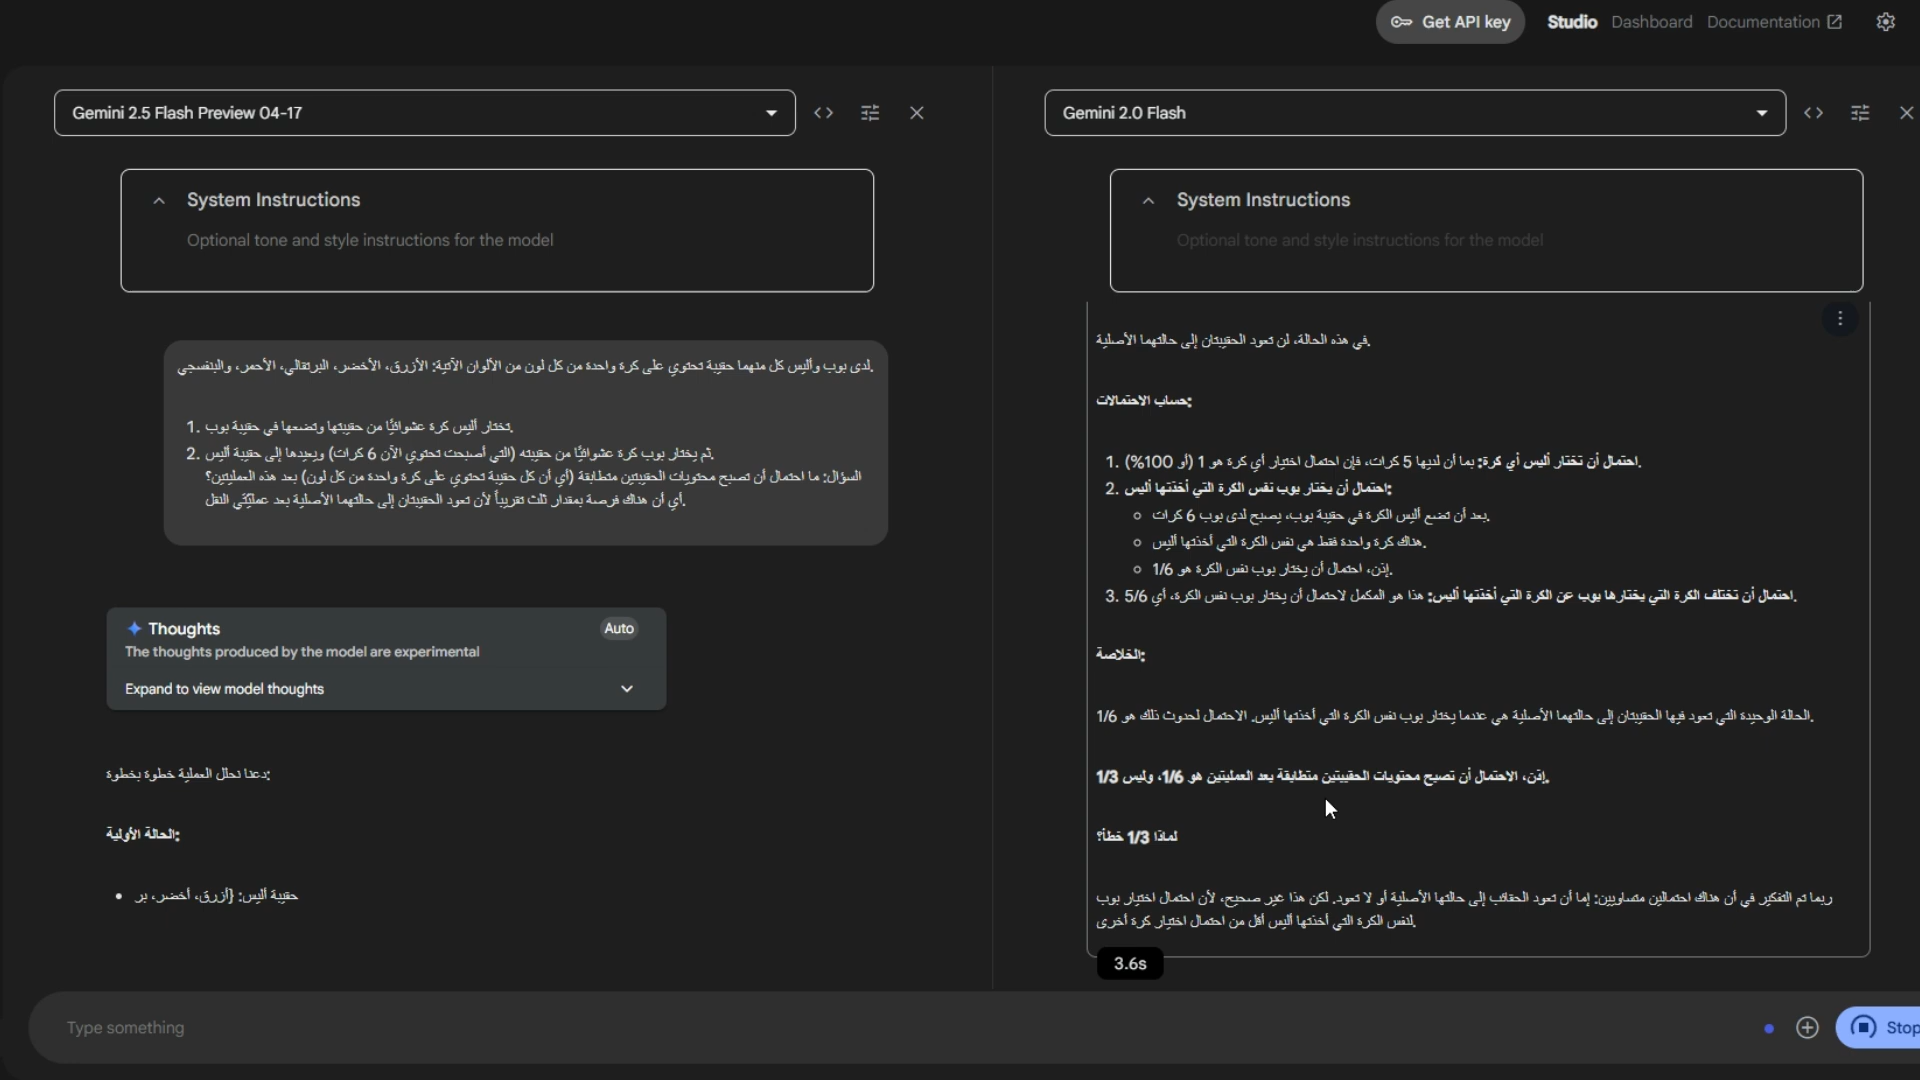 Get API key
Studio
Dashboard
Documentation
Gemini 2.5 Flash Preview 04-17
System Instructions
Optional tone and style instructions for the model
لدى بوب وأليس كل منهما حقيبة تحتوي على كرة واحدة من كل لون من الألوان الآتية: الأزرق، الأخضر، البرتقالي، الأحمر، والبنفسجي.
1. تختار أليس كرة عشوائيًا من حقيبتها وتضعها في حقيبة بوب.
2. ثم يختار بوب كرة عشوائيًا من حقيبته (التي أصبحت تحتوي الآن 6 كرات) ويعيدها إلى حقيبة أليس.
السؤال: ما احتمال أن تصبح محتويات الحقيبتين متطابقة (أي أن كل حقيبة تحتوي على كرة واحدة من كل لون) بعد هذه العمليتين؟
أي أن هناك فرصة بمقدار ثلث تقريباً لأن تعود الحقيبتان إلى حالتهما الأصلية بعد عمليّتَي النقل.
Thoughts
Auto
The thoughts produced by the model are experimental
Expand to view model thoughts
دعنا نحلل العملية خطوة بخطوة:
الحالة الأولية:
• حقيبة أليس: {أزرق، أخضر، بر
Gemini 2.0 Flash
System Instructions
Optional tone and style instructions for the model
في هذه الحالة، لن تعود الحقيبتان إلى حالتهما الأصلية.
حساب الاحتمالات:
1. احتمال أن تختار أليس أي كرة: بما أن لديها 5 كرات، فإن احتمال اختيار أي كرة هو 1 (أو 100%).
2. احتمال أن يختار بوب نفس الكرة التي أخذتها أليس:
○ بعد أن تضع أليس الكرة في حقيبة بوب، يصبح لدى بوب 6 كرات.
○ هناك كرة واحدة فقط هي نفس الكرة التي أخذتها أليس.
○ إذن، احتمال أن يختار بوب نفس الكرة هو 1/6.
3. احتمال أن تختلف الكرة التي يختارها بوب عن الكرة التي أخذتها أليس: هذا هو المكمل لاحتمال أن يختار بوب نفس الكرة، أي 5/6.
الخلاصة:
الحالة الوحيدة التي تعود فيها الحقيبتان إلى حالتهما الأصلية هي عندما يختار بوب نفس الكرة التي أخذتها أليس. الاحتمال لحدوث ذلك هو 1/6.
إذن، الاحتمال أن تصبح محتويات الحقيبتين متطابقة بعد العمليتين هو 1/6، وليس 1/3.
لماذا 1/3 خطأ؟
ربما تم التفكير في أن هناك احتمالين متساويين: إما أن تعود الحقائب إلى حالتها الأصلية أو لا تعود. لكن هذا غير صحيح، لأن احتمال اختيار بوب
لنفس الكرة التي أخذتها أليس أقل من احتمال اختيار كرة أخرى.
3.6s
Type something
Stop